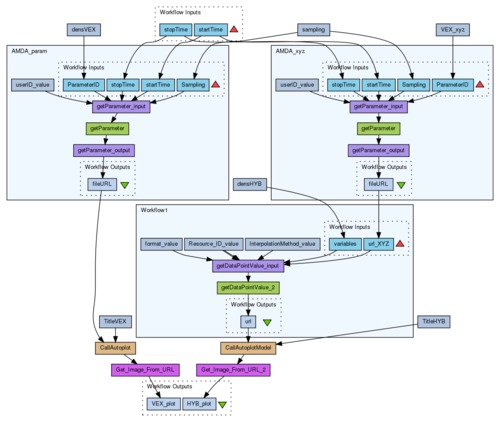 Workflow Inputs
densVEX
stopTime
startTime
sampling
VEX_xyz
AMDA_param
AMDA_xyz
Workflow Inputs
Workflow Inputs
userID_value
ParameterID
stopTime
startTime
Sampling
userID_value
stopTime
startTime
Sampling
ParameterID
getParameter_input
getParameter_input
getParameter
getParameter
getParameter_output
getParameter_output
Workflow Outputs
Workflow Outputs
fileURL
densHYB
fileURL
Workflow1
Workflow Inputs
format_value
Resource_ID_value
InterpolationMethod_value
variables
url_XYZ
getDataPointValue_input
getDataPointValue_2
Workflow Outputs
TitleVEX
url
TitleHYB
CallAutoplot
CallAutoplotModel
Get_Image_From_URL
Get_Image_From_URL_2
Workflow Outputs
VEX_plot
HYB_plot